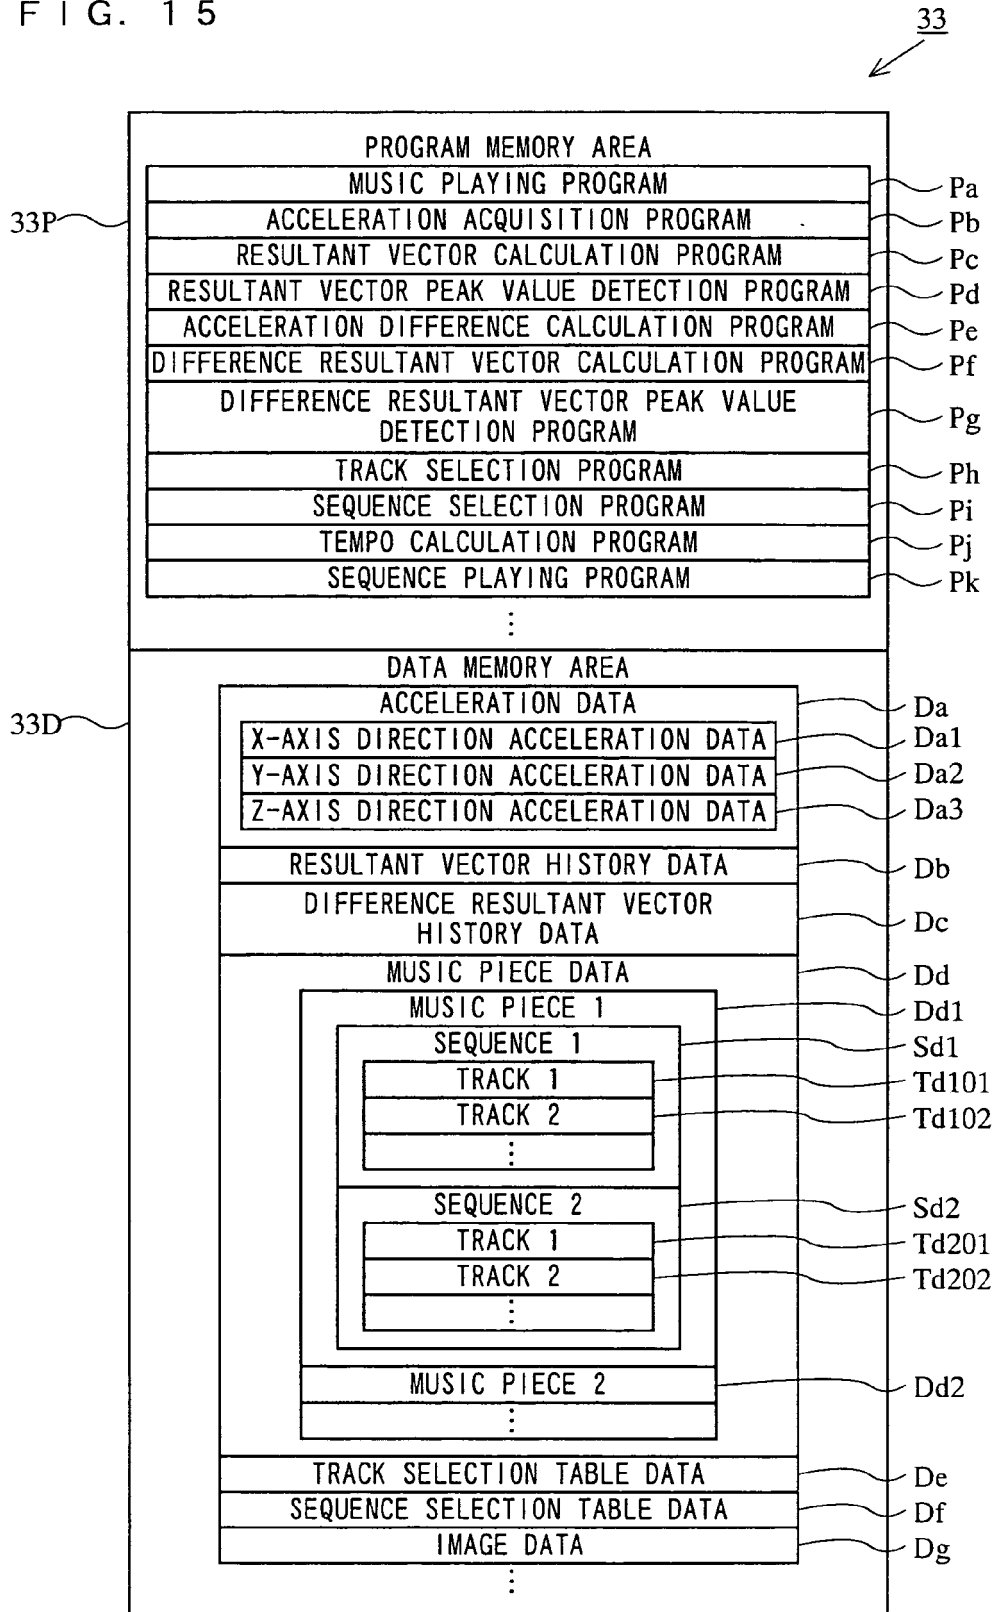 FIG. 15
33
PROGRAM MEMORY AREA
33P
MUSIC PLAYING PROGRAM Pa
ACCELERATION ACQUISITION PROGRAM Pb
RESULTANT VECTOR CALCULATION PROGRAM Pc
RESULTANT VECTOR PEAK VALUE DETECTION PROGRAM Pd
ACCELERATION DIFFERENCE CALCULATION PROGRAM Pe
DIFFERENCE RESULTANT VECTOR CALCULATION PROGRAM Pf
DIFFERENCE RESULTANT VECTOR PEAK VALUE
DETECTION PROGRAM Pg
TRACK SELECTION PROGRAM Ph
SEQUENCE SELECTION PROGRAM Pi
TEMPO CALCULATION PROGRAM Pj
SEQUENCE PLAYING PROGRAM Pk
⋮
DATA MEMORY AREA
33D
ACCELERATION DATA Da
X-AXIS DIRECTION ACCELERATION DATA Da1
Y-AXIS DIRECTION ACCELERATION DATA Da2
Z-AXIS DIRECTION ACCELERATION DATA Da3
RESULTANT VECTOR HISTORY DATA Db
DIFFERENCE RESULTANT VECTOR
HISTORY DATA Dc
MUSIC PIECE DATA Dd
MUSIC PIECE 1 Dd1
SEQUENCE 1 Sd1
TRACK 1 Td101
TRACK 2 Td102
⋮
SEQUENCE 2 Sd2
TRACK 1 Td201
TRACK 2 Td202
⋮
MUSIC PIECE 2 Dd2
⋮
TRACK SELECTION TABLE DATA De
SEQUENCE SELECTION TABLE DATA Df
IMAGE DATA Dg
⋮